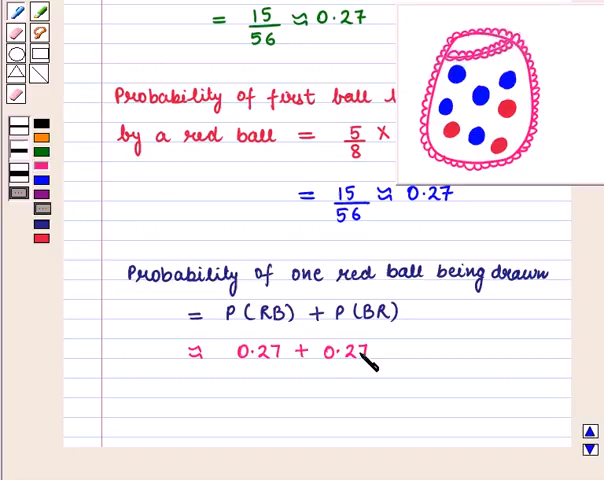 = 15/56 ≈ 0.27
Probability of first ball
by a red ball = 5/8 ×
= 15/56 ≈ 0.27
Probability of one red ball being drawn
= P(RB) + P(BR)
≈ 0.27 + 0.27